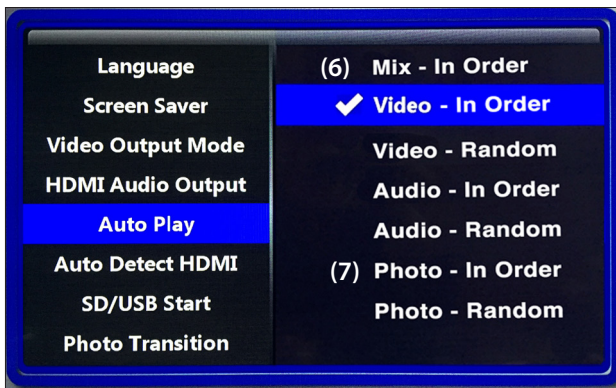 Language
Screen Saver
Video Output Mode
HDMI Audio Output
Auto Play
Auto Detect HDMI
SD/USB Start
Photo Transition
(6) Mix - In Order
✔ Video - In Order
Video - Random
Audio - In Order
Audio - Random
(7) Photo - In Order
Photo - Random